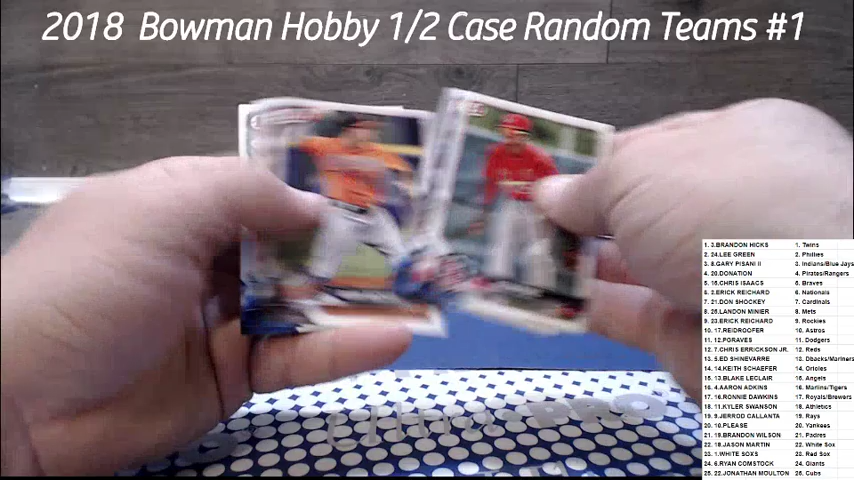 2018 Bowman Hobby 1/2 Case Random Teams #1
1. 3.BRANDON HICKS 1. Twins
2. 24.LEE GREEN 2. Phillies
3. 8.GARY PISANI II 3. Indians/Blue Jays
4. 20.DONATION 4. Pirates/Rangers
5. 15.CHRIS ISAACS 5. Braves
6. 2.ERICK REICHARD 6. Nationals
7. 21.DON SHOCKEY 7. Cardinals
8. 25.LANDON MINIER 8. Mets
9. 23.ERICK REICHARD 9. Rockies
10. 17.REIDROOFER 10. Astros
11. 12.PGRAVES 11. Dodgers
12. 7.CHRIS ERRICKSON JR. 12. Reds
13. 5.ED SHINEVARRE 13. Dbacks/Mariners
14. 14.KEITH SCHAEFER 14. Orioles
15. 13.BLAKE LECLAIR 15. Angels
16. 4.AARON ADKINS 16. Marlins/Tigers
17. 16.RONNIE DAWKINS 17. Royals/Brewers
18. 11.KYLER SWANSON 18. Athletics
19. 9.JERROD CALLANTA 19. Rays
20. 10.PLEASE 20. Yankees
21. 19.BRANDON WILSON 21. Padres
22. 18.JASON MARTIN 22. White Sox
23. 1.WHITE SOXS 23. Red Sox
24. 6.RYAN COMSTOCK 24. Giants
25. 22.JONATHAN MOULTON 25. Cubs
Ultra PRO